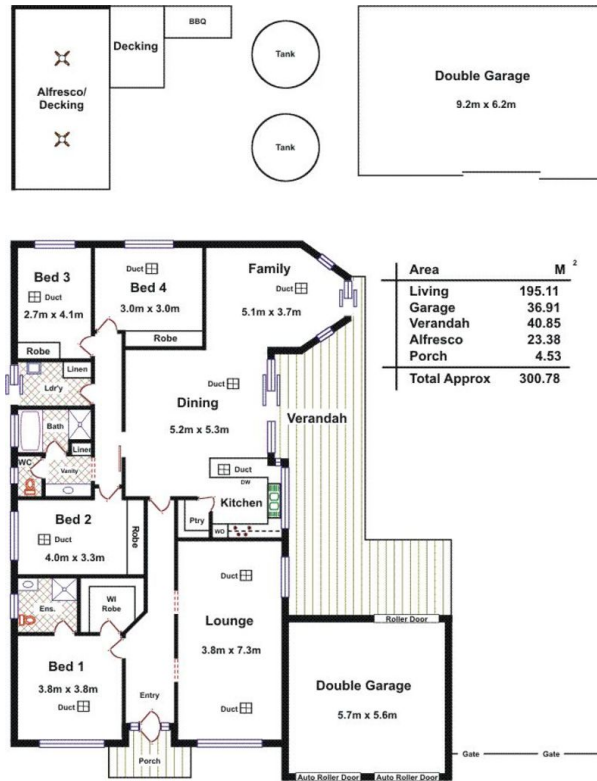 BBQ
Decking
Alfresco/
Decking
Tank
Tank
Double Garage
9.2m x 6.2m
Bed 3
Duct
2.7m x 4.1m
Robe
Duct
Bed 4
3.0m x 3.0m
Robe
Family
Duct
5.1m x 3.7m
Area M 2
Living 195.11
Garage 36.91
Verandah 40.85
Alfresco 23.38
Porch 4.53
Total Approx 300.78
Linen
Ldr'y
Duct
Dining
5.2m x 5.3m
Verandah
Bath
Linen
WC
Vanity
Duct
DW
Kitchen
Ptry
WO
Bed 2
Duct
4.0m x 3.3m
Robe
Ens.
WI
Robe
Duct
Lounge
3.8m x 7.3m
Duct
Roller Door
Bed 1
3.8m x 3.8m
Duct
Entry
Porch
Double Garage
5.7m x 5.6m
Auto Roller Door
Auto Roller Door
Gate
Gate